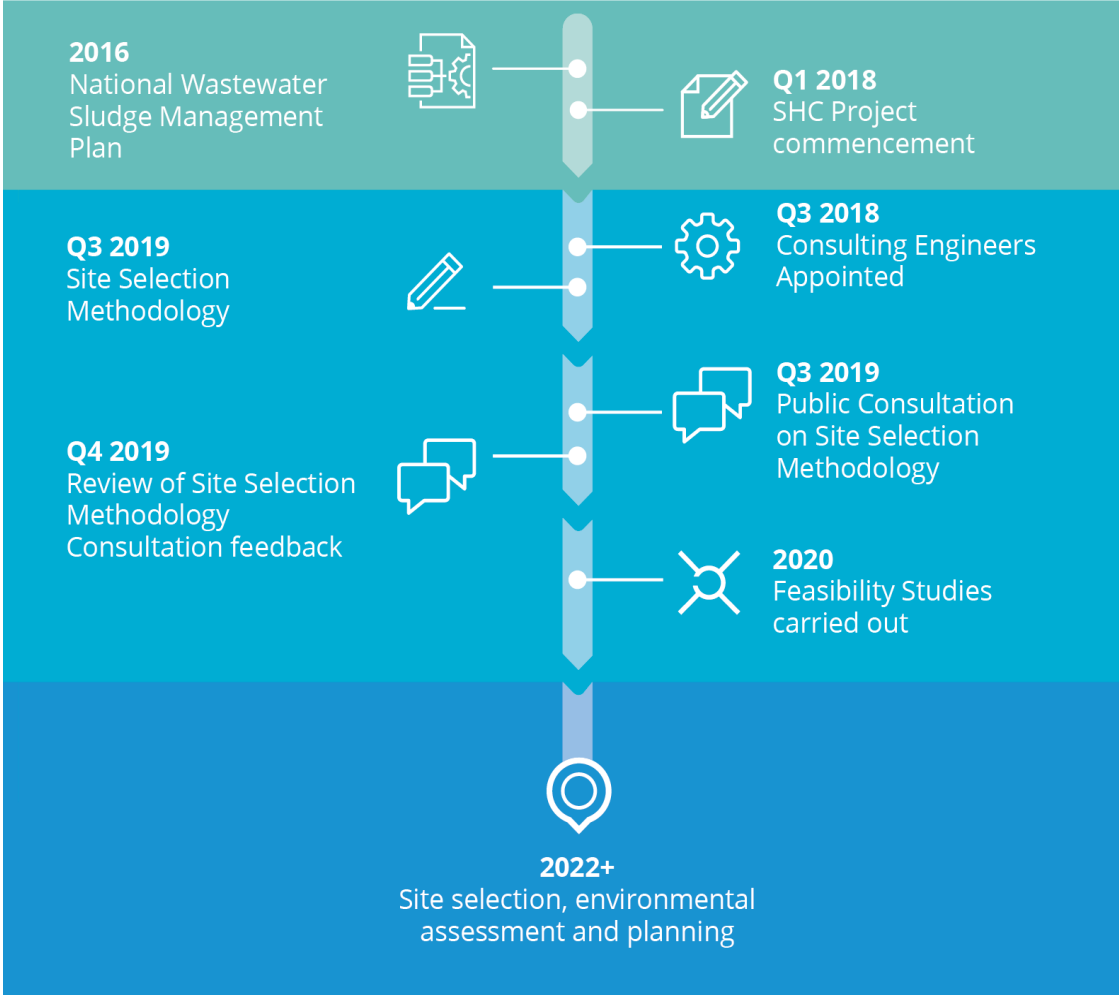 2016
National Wastewater
Sludge Management
Plan
Q1 2018
SHC Project
commencement
Q3 2018
Consulting Engineers
Appointed
Q3 2019
Site Selection
Methodology
Q3 2019
Public Consultation
on Site Selection
Methodology
Q4 2019
Review of Site Selection
Methodology
Consultation feedback
2020
Feasibility Studies
carried out
2022+
Site selection, environmental
assessment and planning